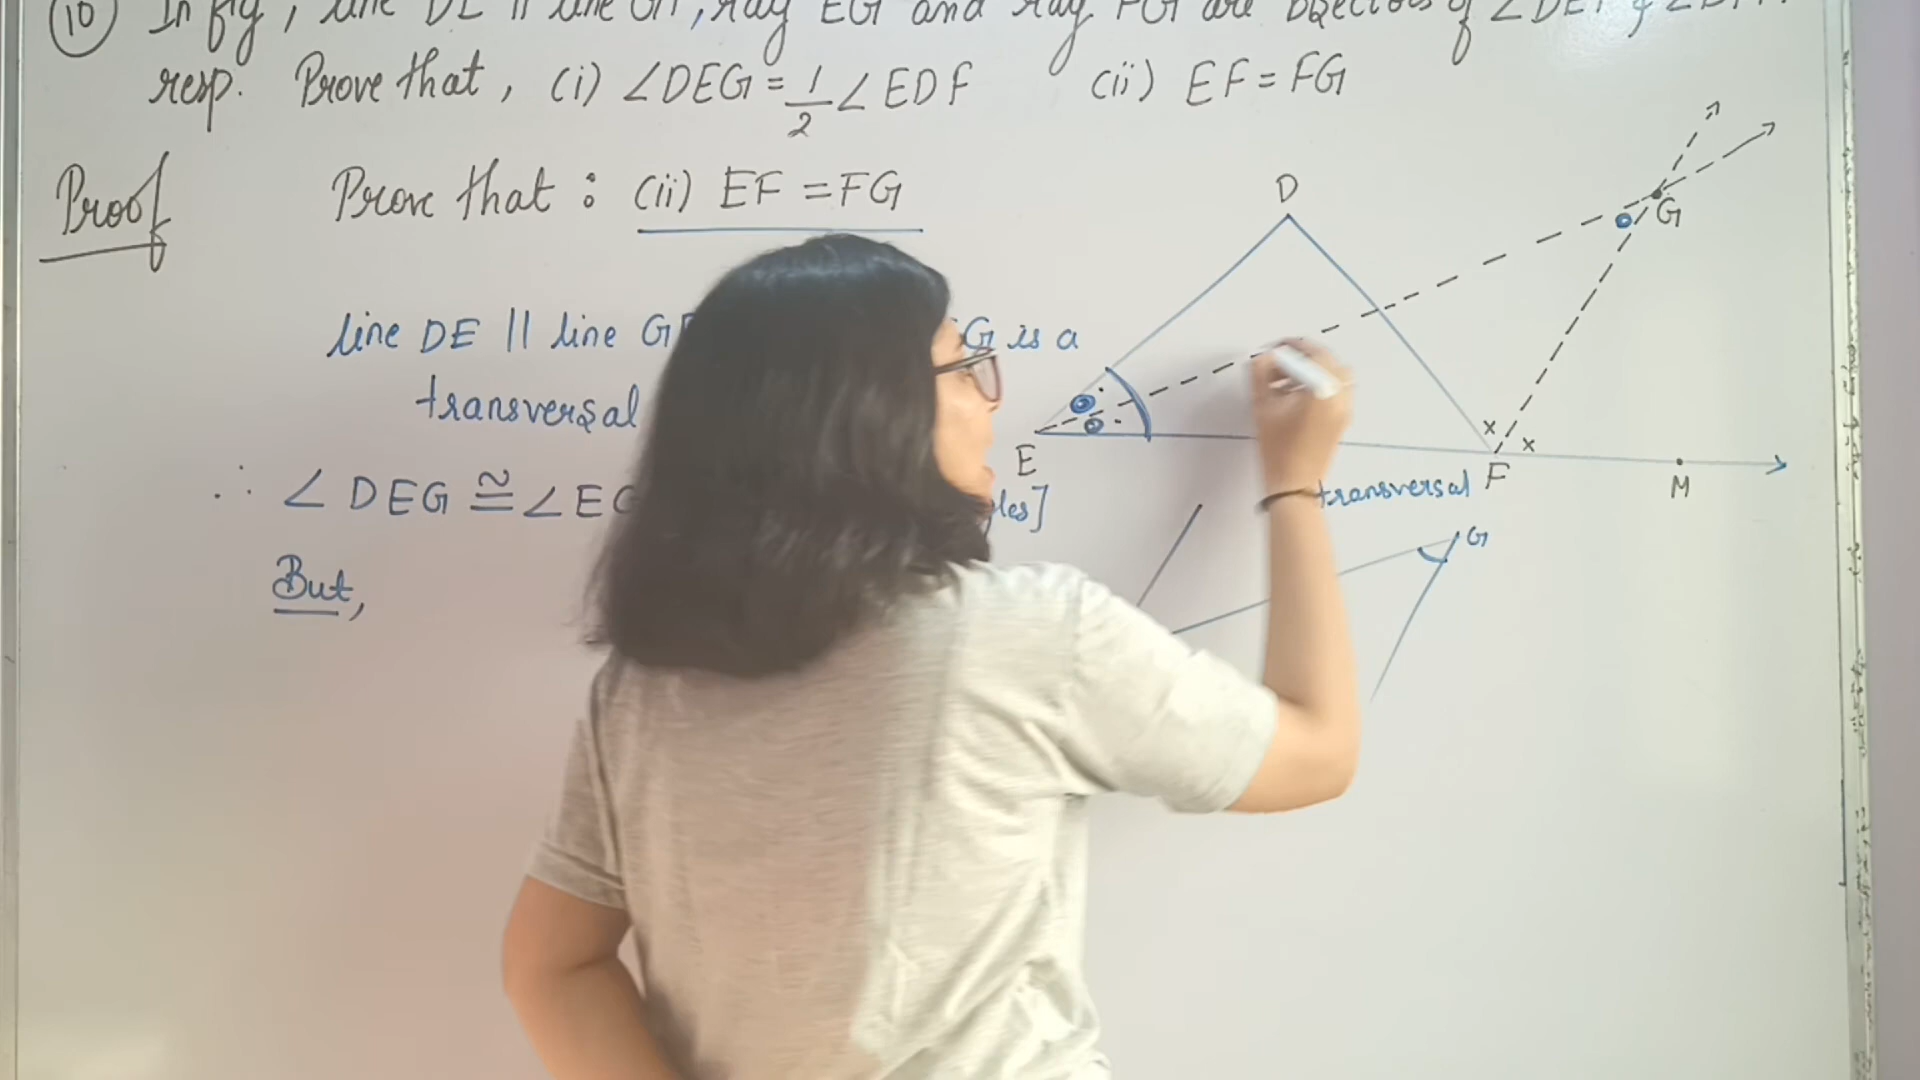 10 In fig, line DE || line GF, ray EG and ray FG are bisectors of ∠DEF & ∠DFM
resp. Prove that, (i) ∠DEG = 1/2 ∠EDF (ii) EF = FG
Proof Prove that : (ii) EF = FG
D
G
line DE || line is a
transversal
E
F
M
transversal
∴ ∠DEG ≅ ∠
G
But,